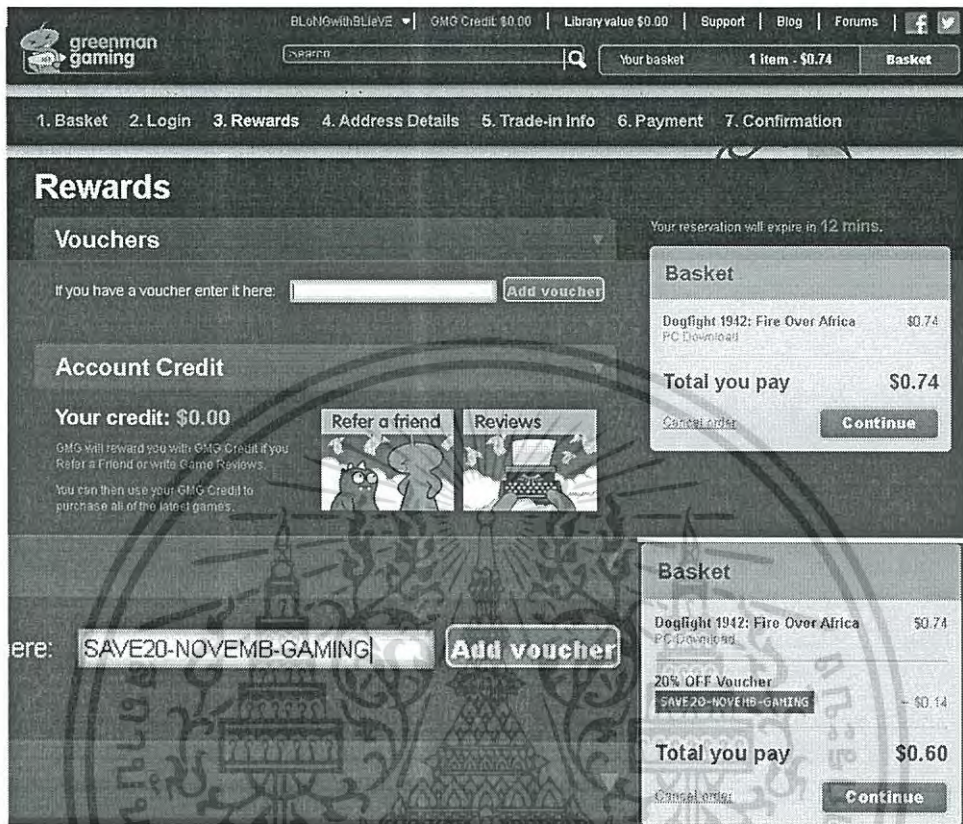 BLoNGwithBLieVE GMG Credit: $0.00 Library value $0.00 Support Blog Forums
greenman
gaming
Search
Your basket 1 item - $0.74 Basket
1. Basket 2. Login 3. Rewards 4. Address Details 5. Trade-in Info 6. Payment 7. Confirmation
Rewards
Vouchers
If you have a voucher enter it here: Add voucher
Account Credit
Your credit: $0.00
GMG will reward you with GMG Credit if you
Refer a Friend or write Game Reviews.
You can then use your GMG Credit to
purchase all of the latest games.
Refer a friend
Reviews
Your reservation will expire in 12 mins.
Basket
Dogfight 1942: Fire Over Africa $0.74
PC Download
Total you pay $0.74
Cancel order Continue
ere: SAVE20-NOVEMB-GAMING Add voucher
Basket
Dogfight 1942: Fire Over Africa $0.74
PC Download
20% OFF Voucher
SAVE20-NOVEMB-GAMING - $0.14
Total you pay $0.60
Cancel order Continue